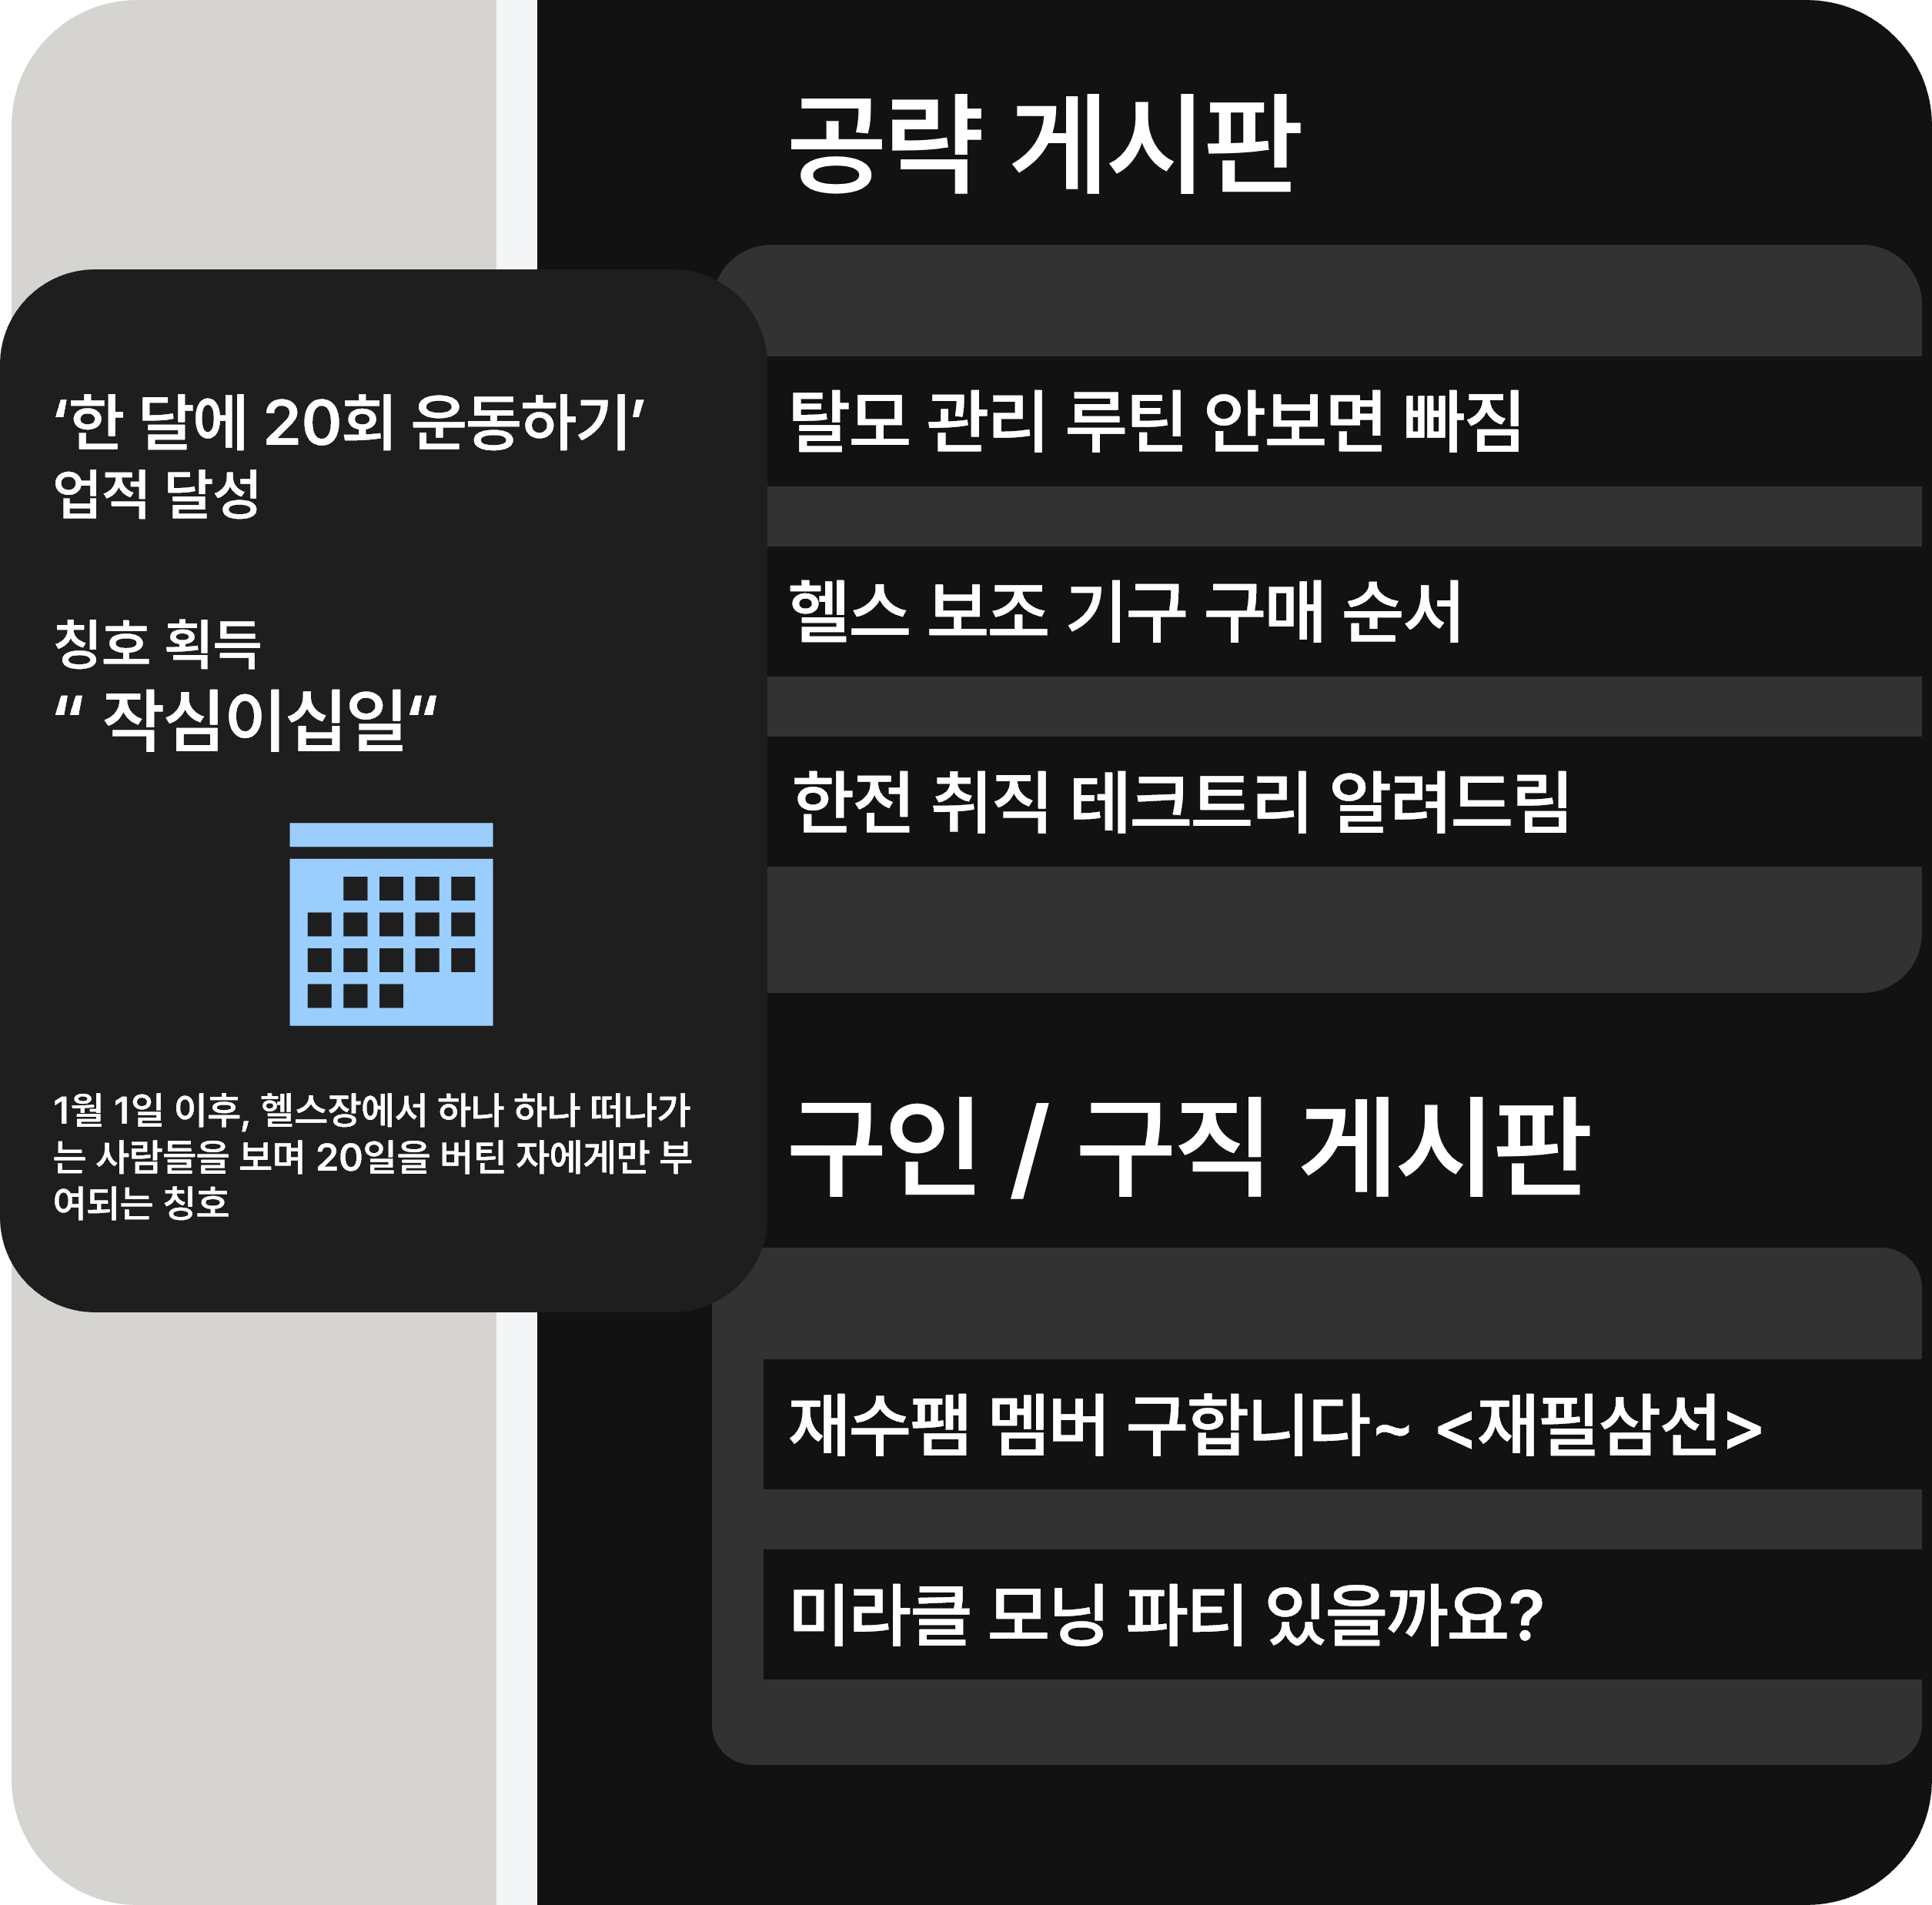 '한 달에 20회 운동하기'
업적 달성
칭호 획득
" 작심이십일"
1월 1일 이후, 헬스장에서 하나 하나 떠나가
는 사람들을 보며 20일을 버틴 자에게만 부
여되는 칭호
공략 게시판
탈모 관리 루틴 안보면 빠짐
헬스 보조 기구 구매 순서
한전 취직 테크트리 알려드림
구인 / 구직 게시판
재수팸 멤버 구합니다~ <재필삼선>
미라클 모닝 파티 있을까요?